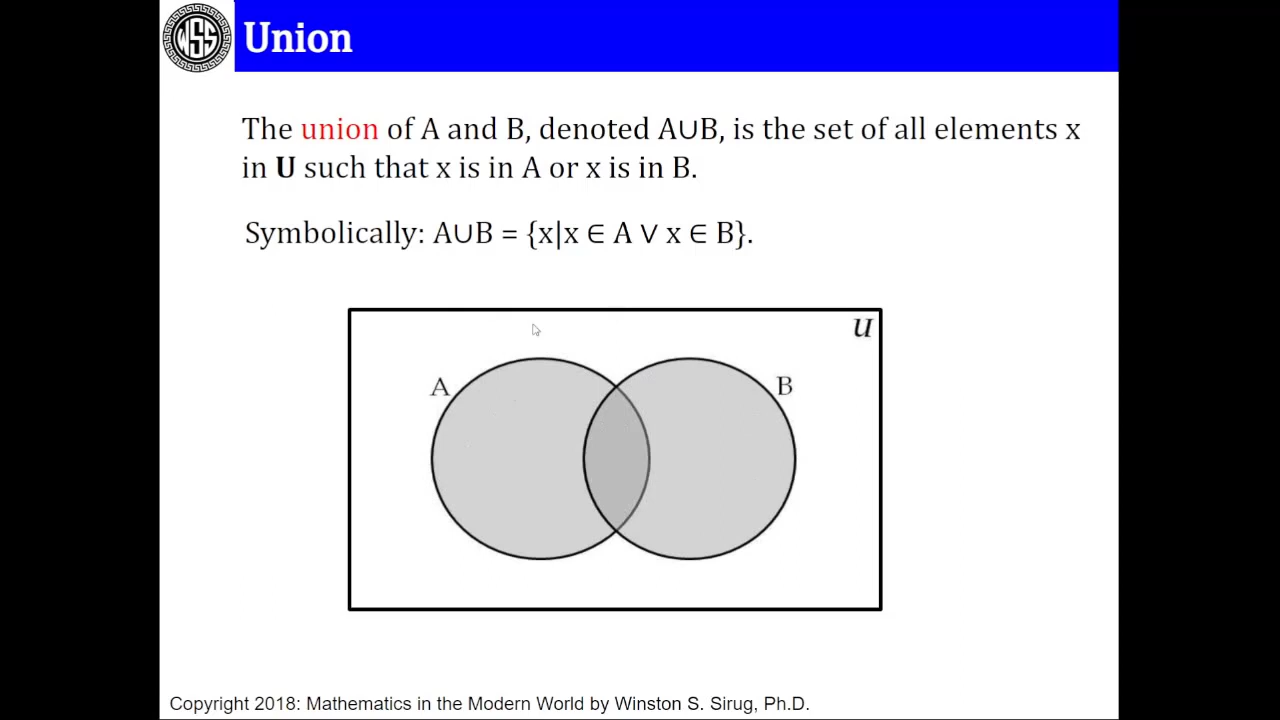 WSS
Union
The union of A and B, denoted A∪B, is the set of all elements x
in U such that x is in A or x is in B.
Symbolically: A∪B = {x|x ∈ A ∨ x ∈ B}.
U
A
B
Copyright 2018: Mathematics in the Modern World by Winston S. Sirug, Ph.D.